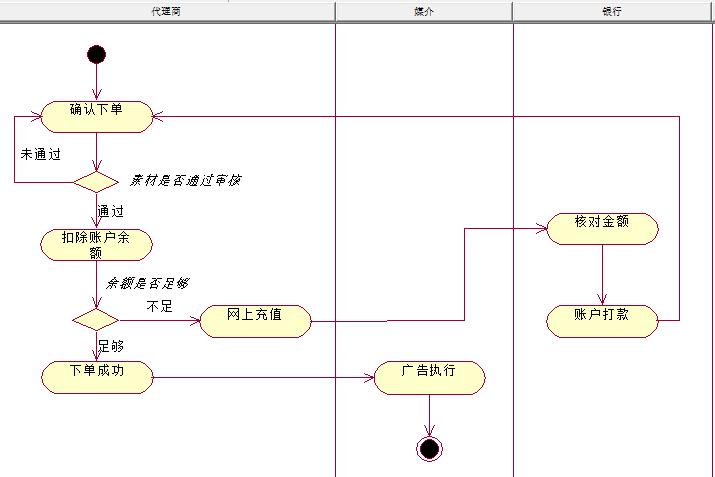 代理商
媒介
银行
确认下单
未通过
素材是否通过审核
通过
扣除账户余
额
核对金额
余额是否足够
不足
网上充值
账户打款
足够
下单成功
广告执行